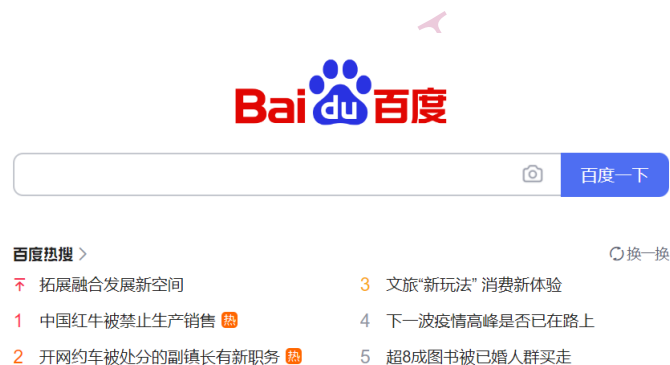 Bai du 百度
百度一下
百度热搜
换一换
拓展融合发展新空间
1 中国红牛被禁止生产销售 热
2 开网约车被处分的副镇长有新职务 热
3 文旅“新玩法” 消费新体验
4 下一波疫情高峰是否已在路上
5 超8成图书被已婚人群买走